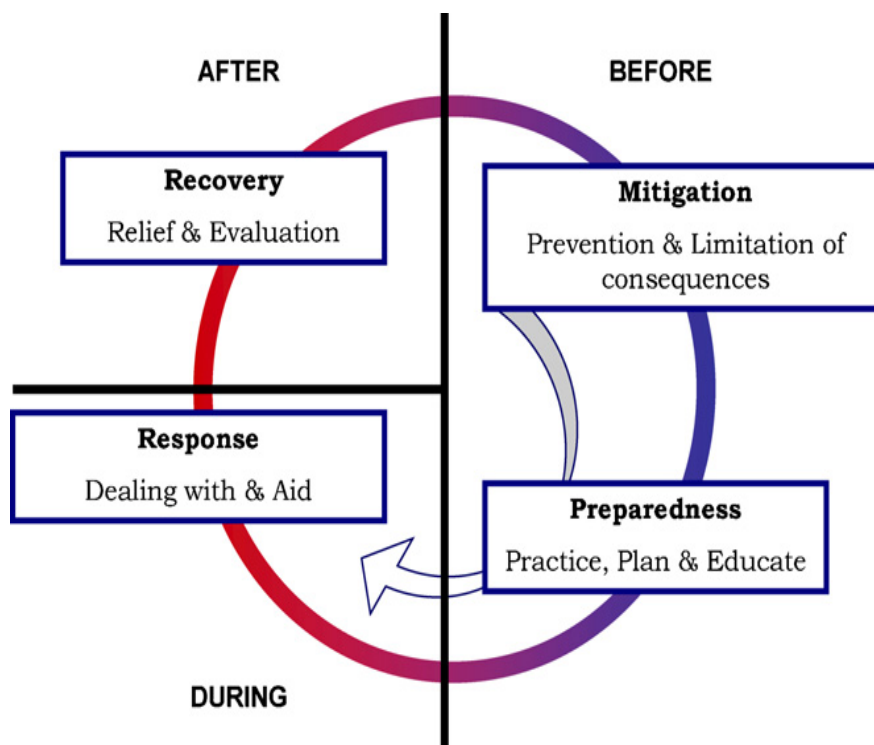 AFTER
BEFORE
Recovery
Relief & Evaluation
Mitigation
Prevention & Limitation of
consequences
Response
Dealing with & Aid
Preparedness
Practice, Plan & Educate
DURING